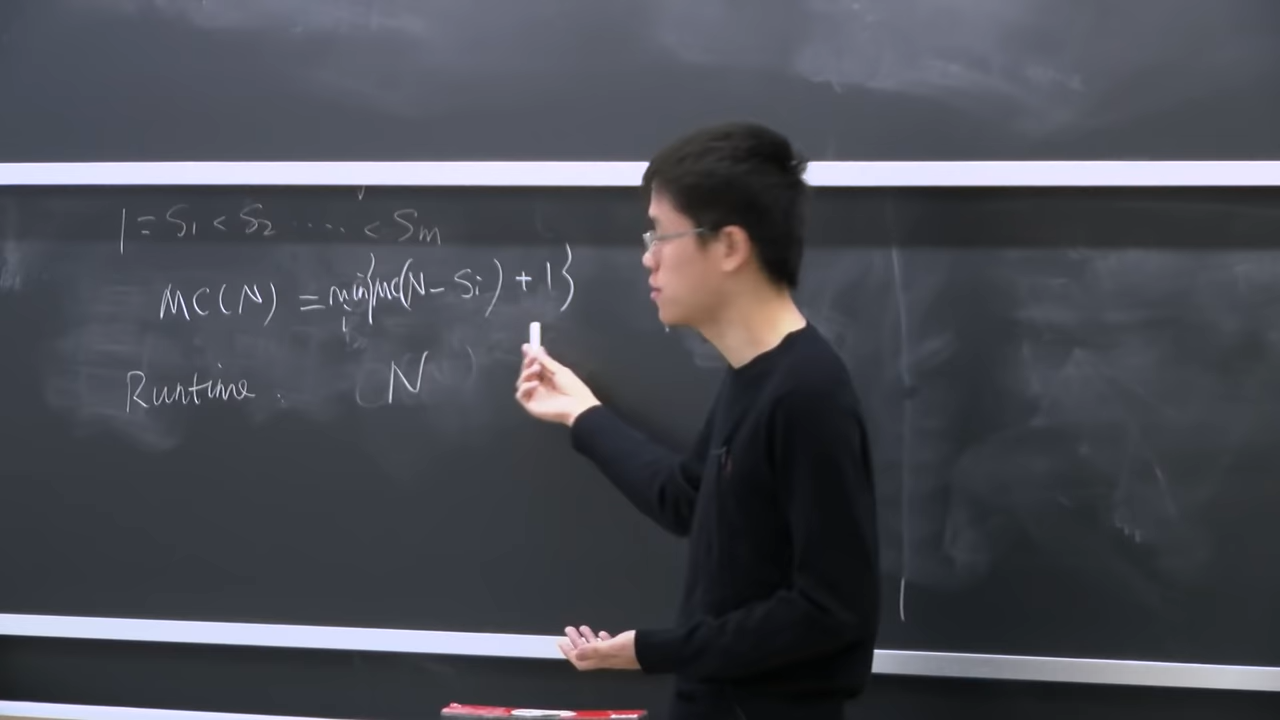 1 = S₁ < S₂ ..... < Sm
MC(N) = min{MC(N - Si) + 1}
i
Runtime. (N )